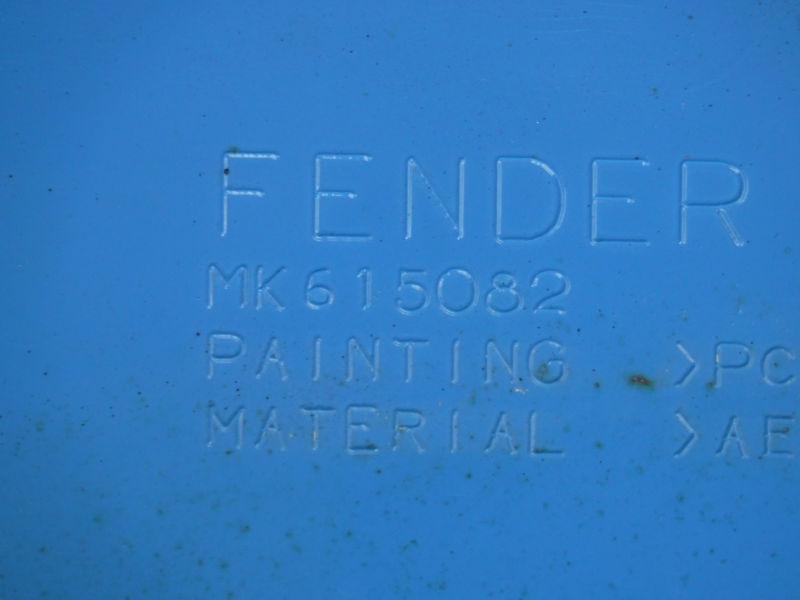 FENDER
MK615082
PAINTING >PC
MATERIAL >AE